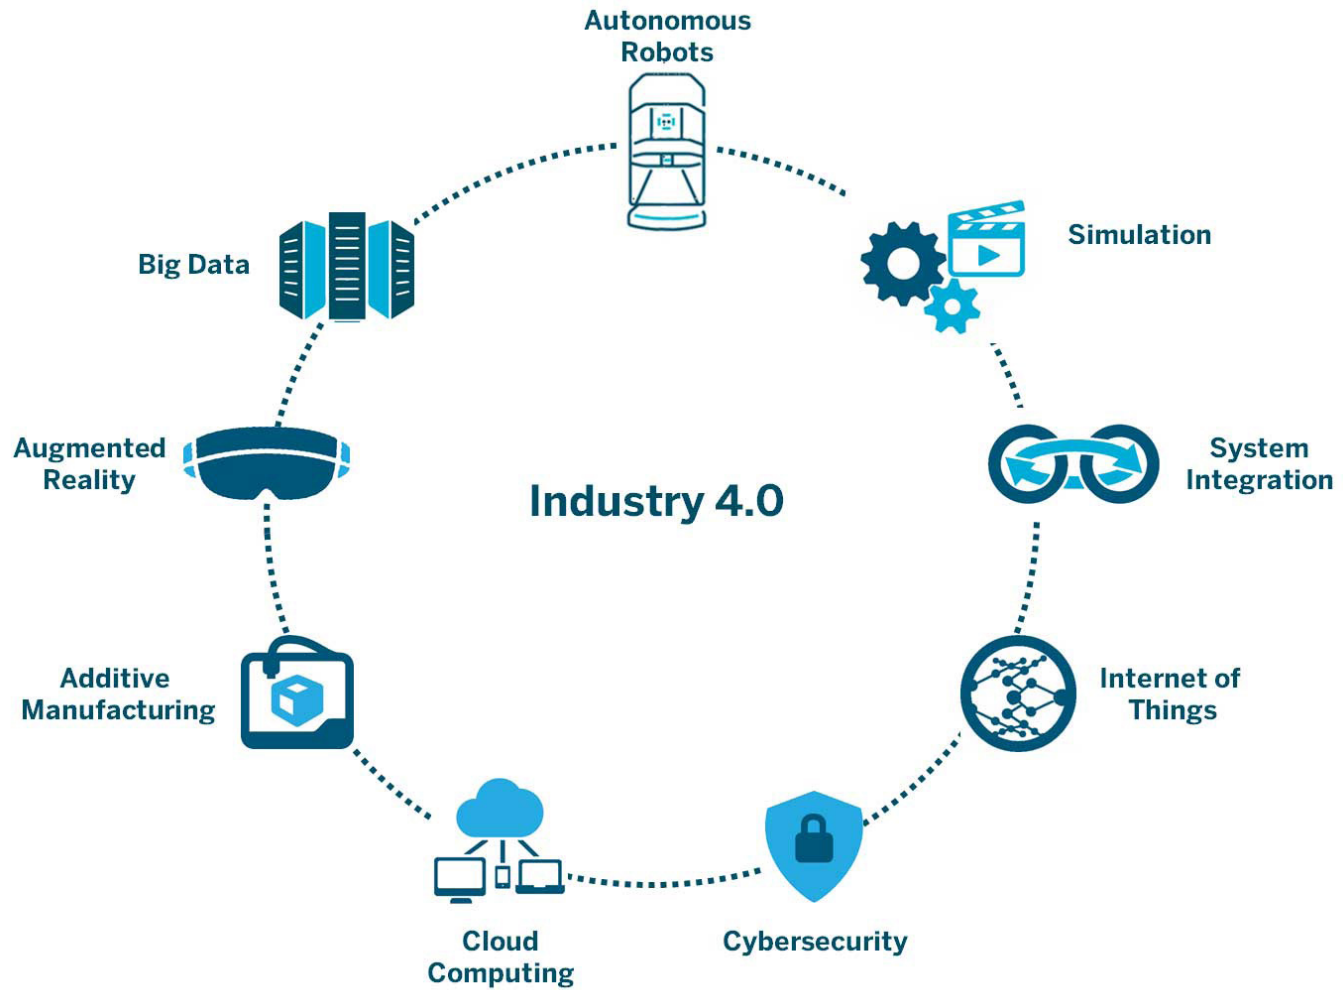 Autonomous
Robots
Simulation
System
Integration
Internet of
Things
Cybersecurity
Cloud
Computing
Additive
Manufacturing
Augmented
Reality
Big Data
Industry 4.0